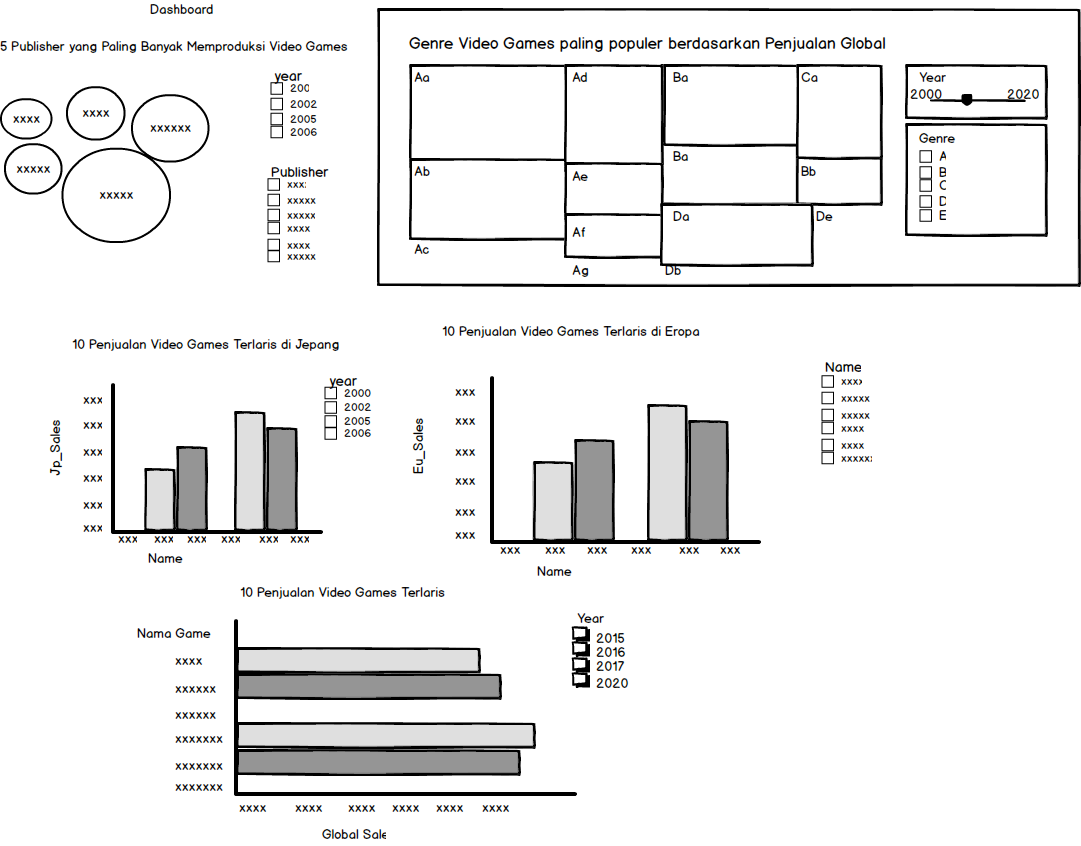 Dashboard
5 Publisher yang Paling Banyak Memproduksi Video Games
xxxx
xxxx
xxxxxx
xxxxx
xxxxx
year
200
2002
2005
2006
Publisher
xxx
xxxxx
xxxxx
xxxx
xxxx
xxxxx
Genre Video Games paling populer berdasarkan Penjualan Global
Aa
Ad
Ba
Ca
Ab
Ae
Ba
Bb
Ac
Af
Da
De
Ag
Db
Year
2000 2020
Genre
A
B
C
D
E
10 Penjualan Video Games Terlaris di Jepang
Jp_Sales
xxx
xxx
xxx
xxx
xxx
xxx
xxx xxx xxx xxx xxx xxx
Name
year
2000
2002
2005
2006
10 Penjualan Video Games Terlaris di Eropa
Eu_Sales
xxx
xxx
xxx
xxx
xxx
xxx
xxx xxx xxx xxx xxx xxx
Name
Name
xxxx
xxxxx
xxxxx
xxxx
xxxx
xxxxx
10 Penjualan Video Games Terlaris
Nama Game
xxxx
xxxxxx
xxxxxx
xxxxxxx
xxxxxxx
xxxxxxx
xxxx xxxx xxxx xxxx xxxx xxxx
Global Sale
Year
2015
2016
2017
2020